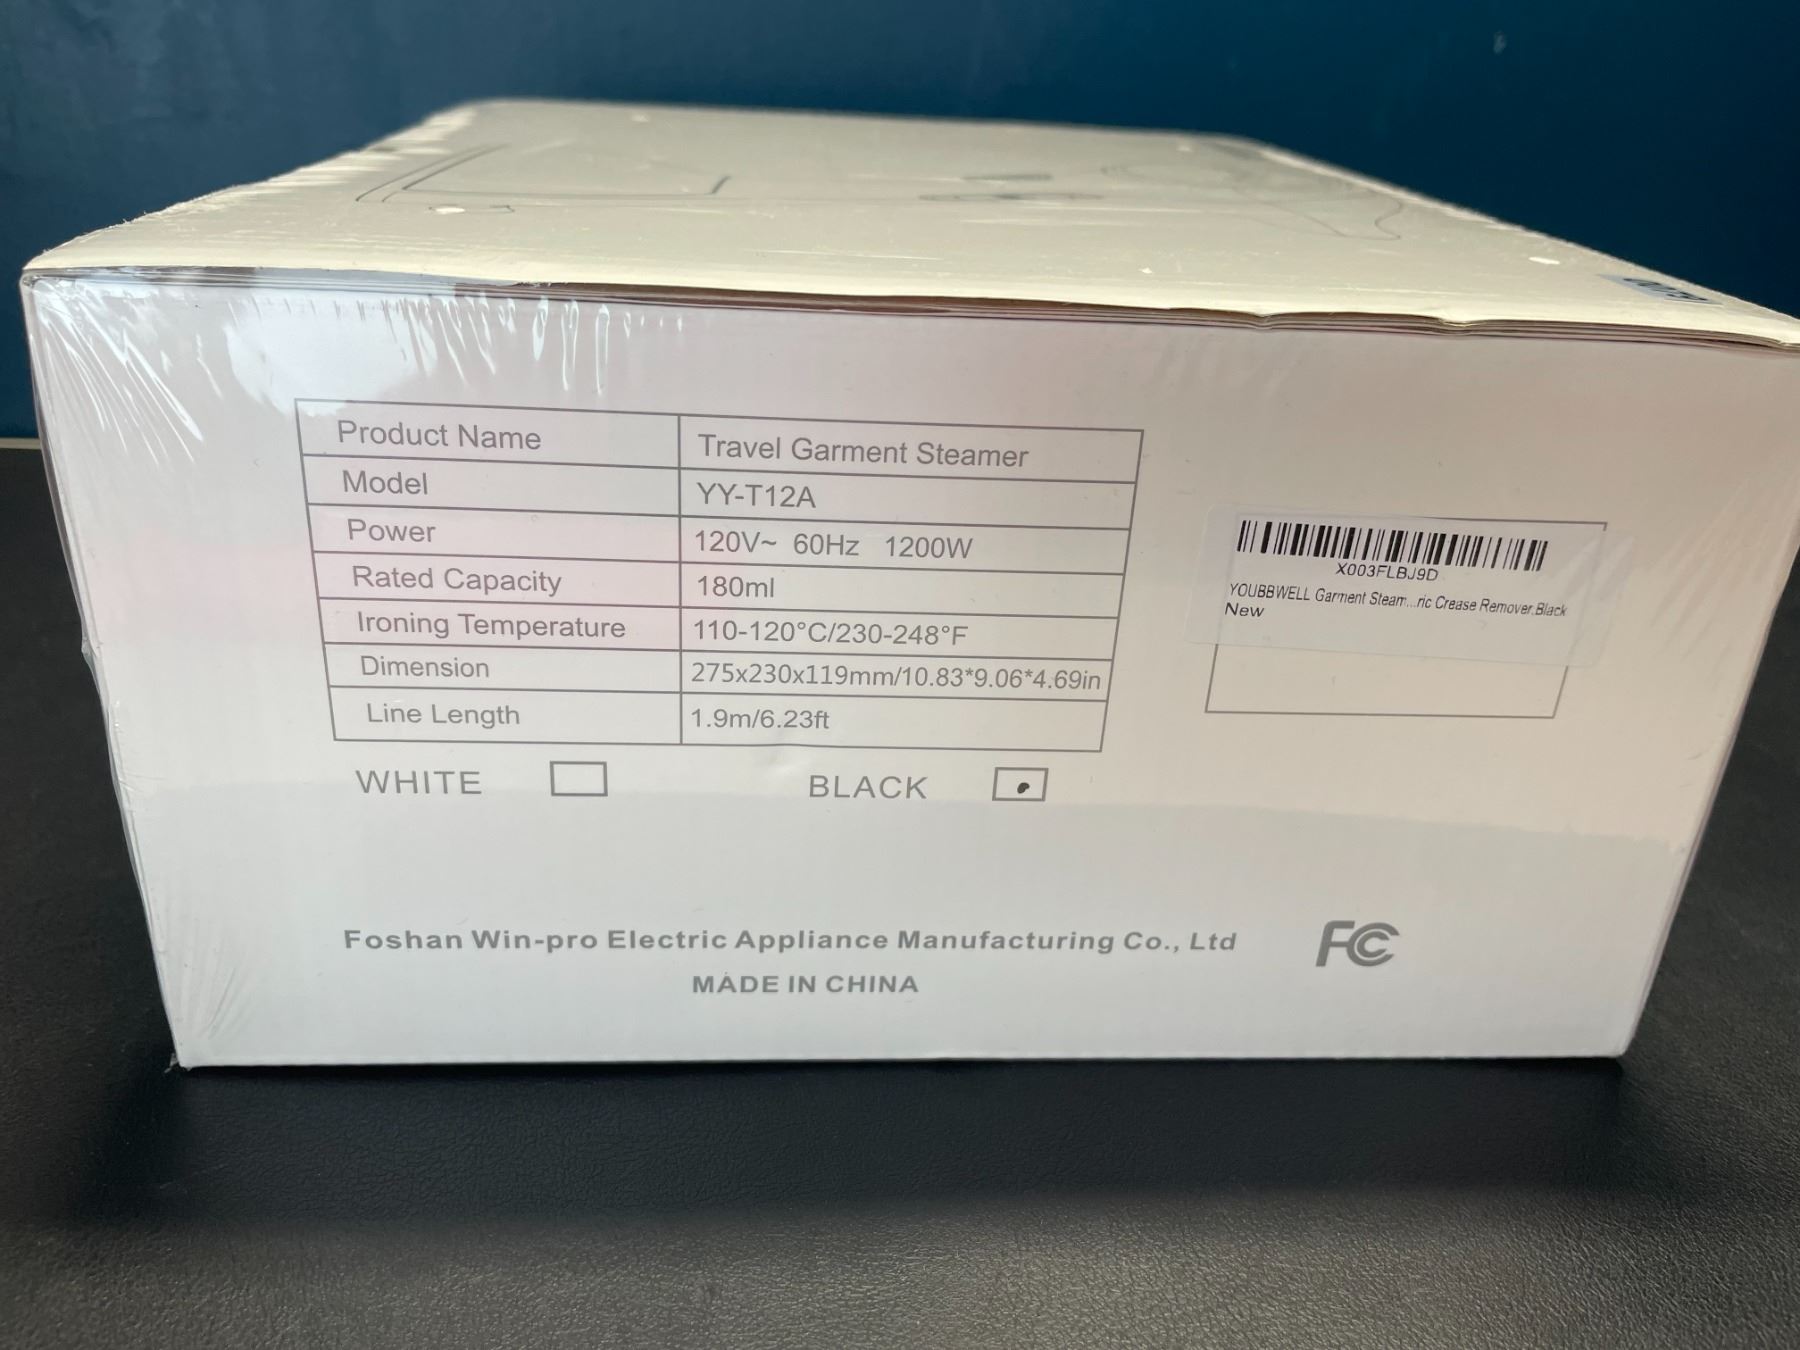 Product Name Travel Garment Steamer
Model YY-T12A
Power 120V~ 60Hz 1200W
Rated Capacity 180ml
Ironing Temperature 110-120°C/230-248°F
Dimension 275x230x119mm/10.83*9.06*4.69in
Line Length 1.9m/6.23ft
WHITE BLACK
X003FLBJ9D
YOUBBWELL Garment Steam...ric Crease Remover,Black
New
Foshan Win-pro Electric Appliance Manufacturing Co., Ltd
FC
MADE IN CHINA